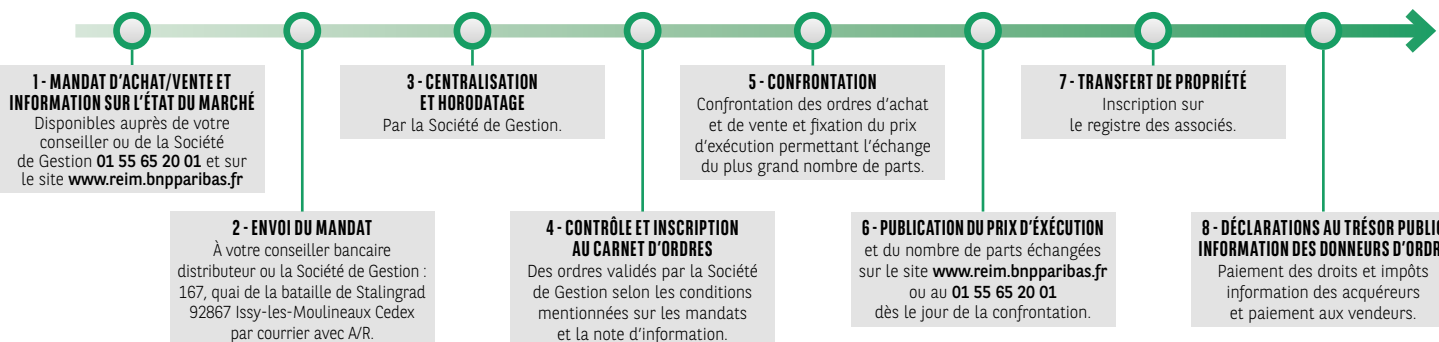 1 - MANDAT D'ACHAT/VENTE ET
INFORMATION SUR L'ÉTAT DU MARCHÉ
Disponibles auprès de votre
conseiller ou de la Société
de Gestion 01 55 65 20 01 et sur
le site www.reim.bnpparibas.fr
2 - ENVOI DU MANDAT
À votre conseiller bancaire
distributeur ou la Société de Gestion :
167, quai de la bataille de Stalingrad
92867 Issy-les-Moulineaux Cedex
par courrier avec A/R.
3 - CENTRALISATION
ET HORODATAGE
Par la Société de Gestion.
4 - CONTRÔLE ET INSCRIPTION
AU CARNET D'ORDRES
Des ordres validés par la Société
de Gestion selon les conditions
mentionnées sur les mandats
et la note d'information.
5 - CONFRONTATION
Confrontation des ordres d'achat
et de vente et fixation du prix
d'exécution permettant l'échange
du plus grand nombre de parts.
6 - PUBLICATION DU PRIX D'ÉXÉCUTION
et du nombre de parts échangées
sur le site www.reim.bnpparibas.fr
ou au 01 55 65 20 01
dès le jour de la confrontation.
7 - TRANSFERT DE PROPRIÉTÉ
Inscription sur
le registre des associés.
8 - DÉCLARATIONS AU TRÉSOR PUBLIC
INFORMATION DES DONNEURS D'ORDR
Paiement des droits et impôts
information des acquéreurs
et paiement aux vendeurs.